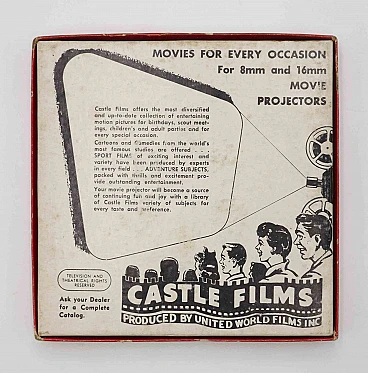 MOVIES FOR EVERY OCCASION
For 8mm and 16mm
MOVIE
PROJECTORS
Castle Films offers the most diversified
and up-to-date collection of entertaining
motion pictures for birthdays, scout meet-
ings, children's and adult parties and for
every special occasion.
Cartoons and Comedies from the world's
most famous studios are offered . . . .
SPORT FILMS of exciting interest and
variety have been produced by experts
in every field . . . ADVENTURE SUBJECTS,
packed with thrills and excitement pro-
vide outstanding entertainment.
Your movie projector will become a source
of continuing fun and joy with a library
of Castle Films variety of subjects for
every taste and preference.
TELEVISION AND
THEATRICAL RIGHTS
RESERVED
Ask your Dealer
for a Complete
Catalog.
CASTLE FILMS
PRODUCED BY UNITED WORLD FILMS INC